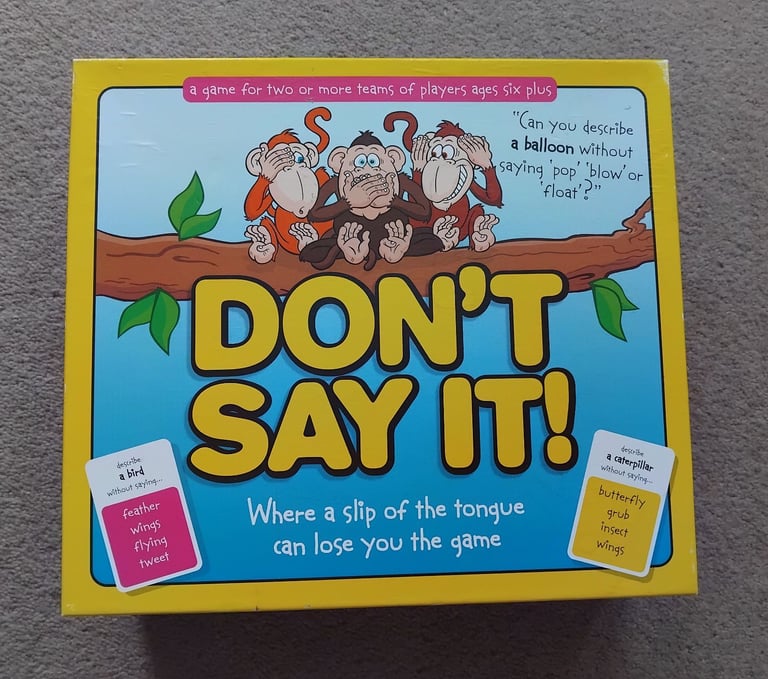 a game for two or more teams of players ages six plus
"Can you describe
a balloon without
saying 'pop' 'blow' or
'float'?"
DON'T
SAY IT!
describe
a bird
without saying...
feather
wings
flying
tweet
Where a slip of the tongue
can lose you the game
describe
a caterpillar
without saying...
butterfly
grub
insect
wings